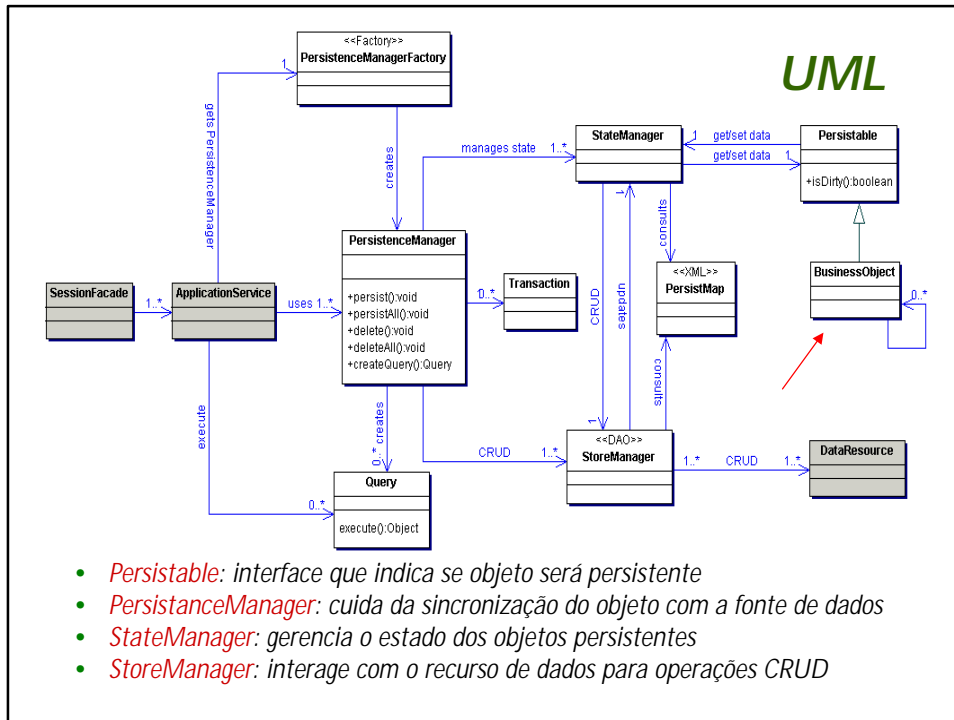 UML
<<Factory>>
PersistenceManagerFactory
1
gets PersistenceManager
creates
StateManager
manages state 1..*
1 get/set data
get/set data 1
Persistable
+isDirty():boolean
PersistenceManager
+persist():void
+persistAll():void
+delete():void
+deleteAll():void
+createQuery():Query
SessionFacade
1..*
ApplicationService
uses 1..*
0..*
Transaction
1
consults
<<XML>>
PersistMap
BusinessObject
0..*
CRUD
updates
consults
1
execute
0..* creates
CRUD 1..*
<<DAO>>
StoreManager
1..* CRUD 1..*
DataResource
Query
execute():Object
0..*
• Persistable: interface que indica se objeto será persistente
• PersistanceManager: cuida da sincronização do objeto com a fonte de dados
• StateManager: gerencia o estado dos objetos persistentes
• StoreManager: interage com o recurso de dados para operações CRUD